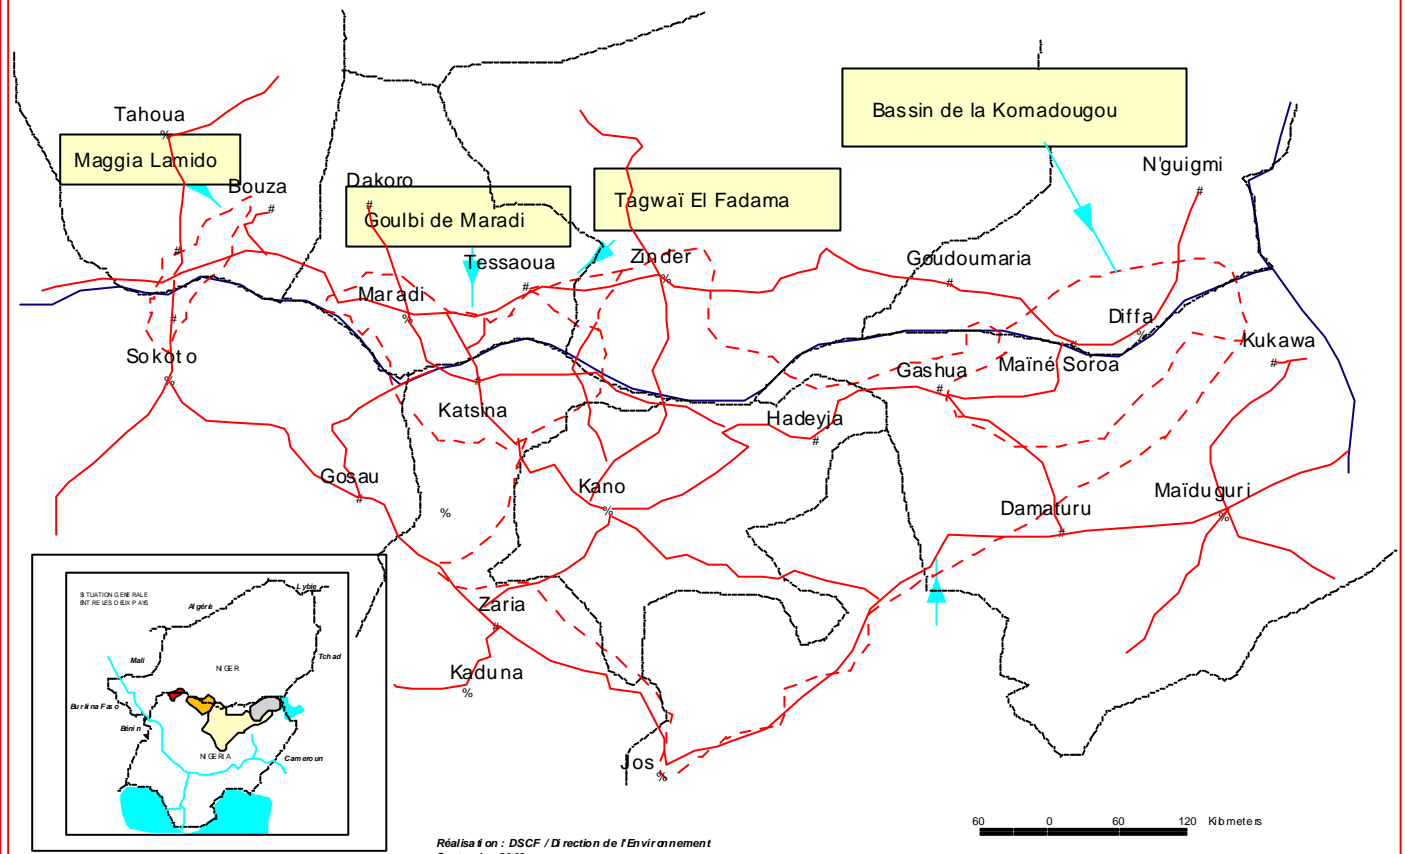 Tahoua
Maggia Lamido
Bouza
Dakoro
Goulbi de Maradi
Tagwaï El Fadama
Bassin de la Komadougou
N'guigmi
Tessaoua
Zinder
Goudoumaria
Maradi
Diffa
Kukawa
Sokoto
Gashua
Maïné Soroa
Katsina
Hadeyja
Gosau
Kano
Damaturu
Maïduguri
Zaria
Kaduna
Jos
SITUATION GENERALE
ENTRE LES DEUX PAYS
Lybie
Algérie
Mali
NIGER
Tchad
Burkina Faso
Bénin
NIGERIA
Cameroun
60 0 60 120 Kilometers
Réalisation : DSCF / Direction de l'Environnement